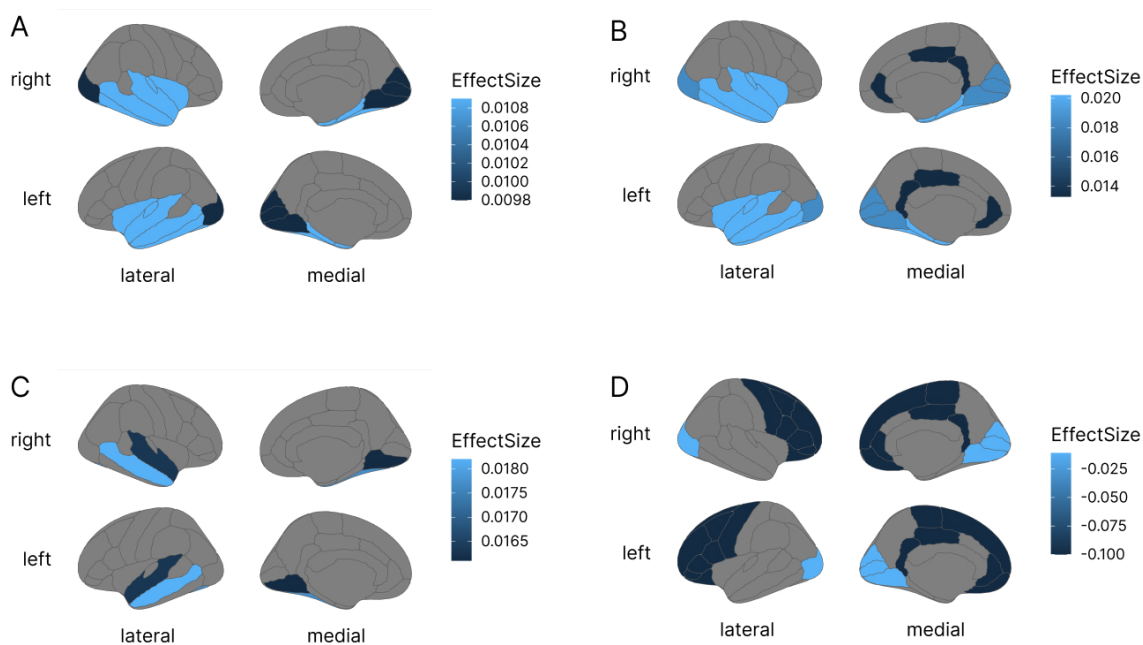 A
right
left
lateral
medial
EffectSize
0.0108
0.0106
0.0104
0.0102
0.0100
0.0098
B
right
left
lateral
medial
EffectSize
0.020
0.018
0.016
0.014
C
right
left
lateral
medial
EffectSize
0.0180
0.0175
0.0170
0.0165
D
right
left
lateral
medial
EffectSize
-0.025
-0.050
-0.075
-0.100